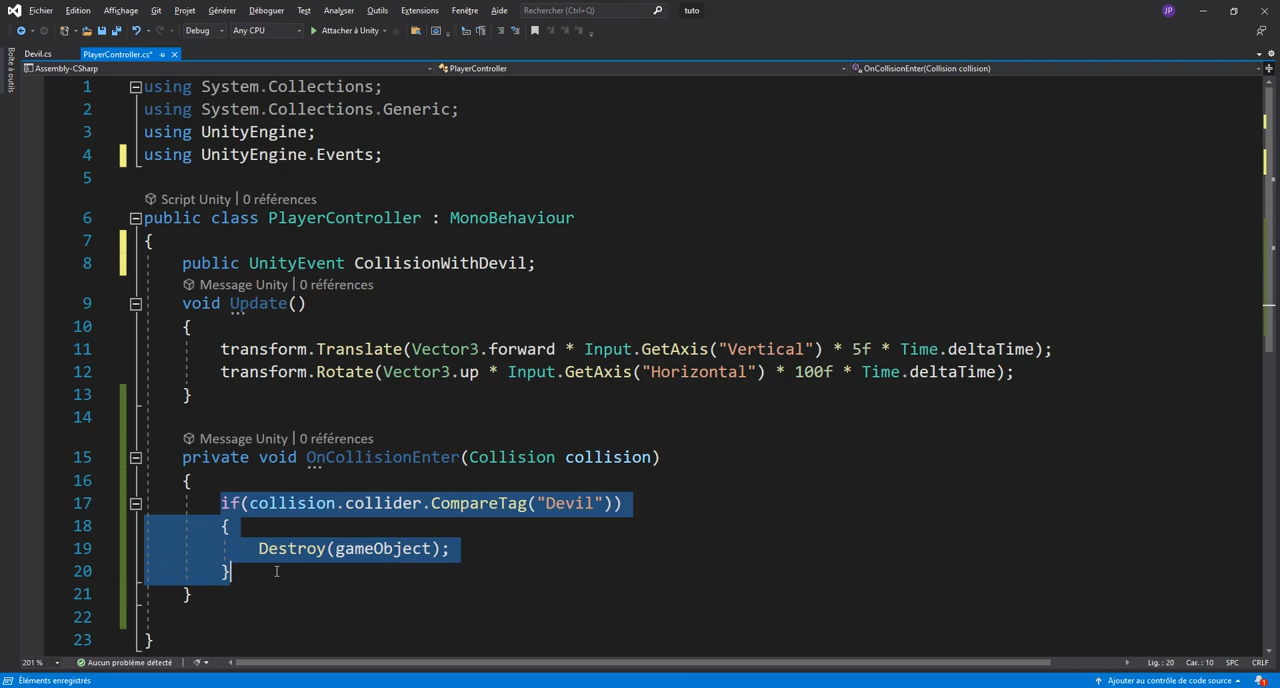 Fichier Edition Affichage Git Projet Générer Déboguer Test Analyser Outils Extensions Fenêtre Aide Rechercher (Ctrl+Q) tuto JP
Debug Any CPU Attacher à Unity
Boîte à outils
Devil.cs PlayerController.cs*
Assembly-CSharp PlayerController OnCollisionEnter(Collision collision)
1 using System.Collections;
2 using System.Collections.Generic;
3 using UnityEngine;
4 using UnityEngine.Events;
5
Script Unity | 0 références
6 public class PlayerController : MonoBehaviour
7 {
8 public UnityEvent CollisionWithDevil;
Message Unity | 0 références
9 void Update()
10 {
11 transform.Translate(Vector3.forward * Input.GetAxis("Vertical") * 5f * Time.deltaTime);
12 transform.Rotate(Vector3.up * Input.GetAxis("Horizontal") * 100f * Time.deltaTime);
13 }
14
Message Unity | 0 références
15 private void OnCollisionEnter(Collision collision)
16 {
17 if(collision.collider.CompareTag("Devil"))
18 {
19 Destroy(gameObject);
20 }
21 }
22
23 }
201 % Aucun problème détecté Lig. : 20 Car. : 10 SPC CRLF
Éléments enregistrés Ajouter au contrôle de code source 1